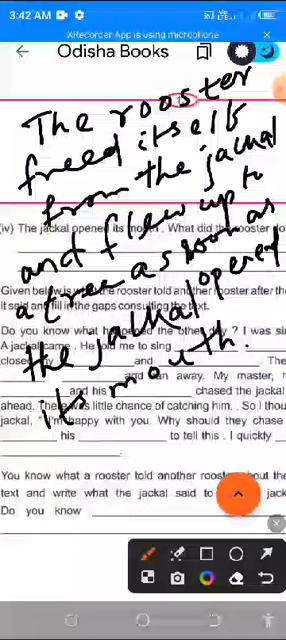 3:42 AM
XRecorder App is using microphone
Odisha Books
The rooster
freed itself
from the jackal
and flew up to
a tree as soon as
the jackal opened
its mouth.
(iv) The jackal opened its mouth. What did the rooster do
Given below is what the rooster told another rooster after the
it said and fill in the gaps consulting the text.
Do you know what happened the other day ? I was sin
A jackal came. He told me to sing
closed my and The
and ran away. My master, h
and his chased the jackal
ahead. There was little chance of catching him. So I thou
jackal, "I'm happy with you. Why should they chase
his to tell this. I quickly
You know what a rooster told another rooster about the
text and write what the jackal said to jack
Do you know